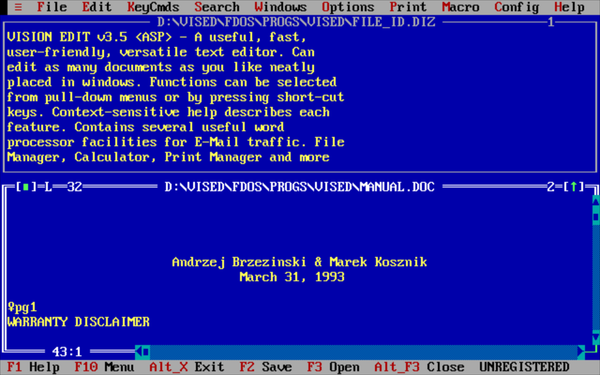 ≡ File Edit KeyCmds Search Windows Options Print Macro Config Help
D:\VISED\FDOS\PROGS\VISED\FILE_ID.DIZ 1
VISION EDIT v3.5 <ASP> - A useful, fast,
user-friendly, versatile text editor. Can
edit as many documents as you like neatly
placed in windows. Functions can be selected
from pull-down menus or by pressing short-cut
keys. Context-sensitive help describes each
feature. Contains several useful word
processor facilities for E-Mail traffic. File
Manager, Calculator, Print Manager and more
[■]=L══32 D:\VISED\FDOS\PROGS\VISED\MANUAL.DOC 2=[↑]
Andrzej Brzezinski & Marek Kosznik
March 31, 1993
♀pg1
WARRANTY DISCLAIMER
43:1
F1 Help F10 Menu Alt_X Exit F2 Save F3 Open Alt_F3 Close UNREGISTERED